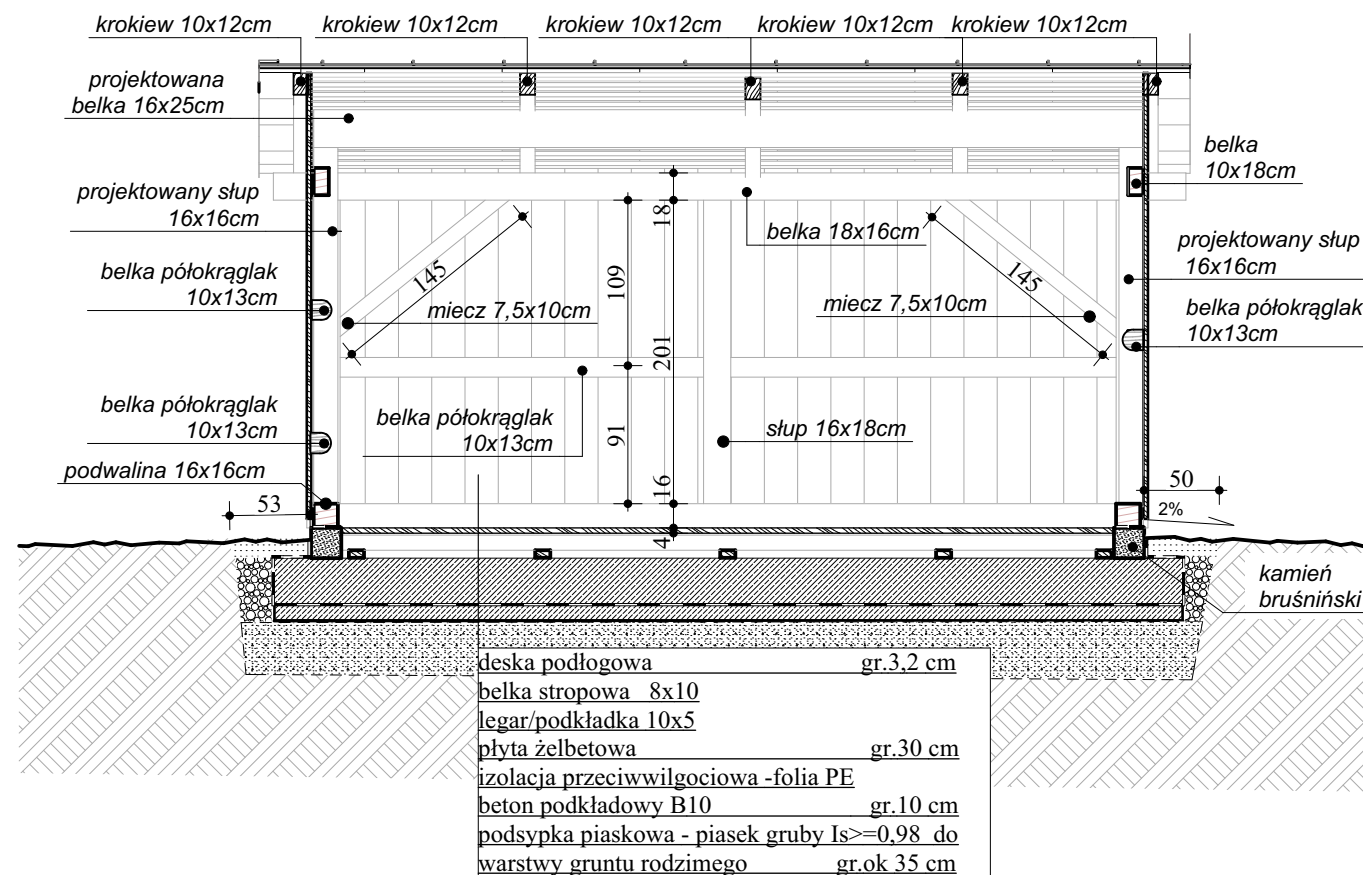 krokiew 10x12cm
krokiew 10x12cm
krokiew 10x12cm
krokiew 10x12cm
krokiew 10x12cm
projektowana
belka 16x25cm
belka
10x18cm
projektowany słup
16x16cm
18
belka 18x16cm
projektowany słup
16x16cm
belka półokrąglak
10x13cm
145
109
145
miecz 7,5x10cm
miecz 7,5x10cm
belka półokrąglak
10x13cm
201
belka półokrąglak
10x13cm
belka półokrąglak
10x13cm
91
słup 16x18cm
podwalina 16x16cm
16
50
53
2%
4
kamień
bruśniński
deska podłogowa gr.3,2 cm
belka stropowa 8x10
legar/podkładka 10x5
płyta żelbetowa gr.30 cm
izolacja przeciwwilgociowa -folia PE
beton podkładowy B10 gr.10 cm
podsypka piaskowa - piasek gruby Is>=0,98 do
warstwy gruntu rodzimego gr.ok 35 cm